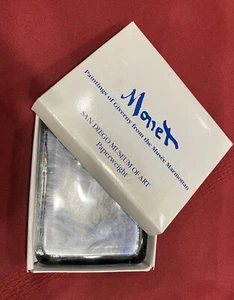 Monet
Paintings of Giverny from the Musée Marmottan
SAN DIEGO MUSEUM OF ART
Paperweight